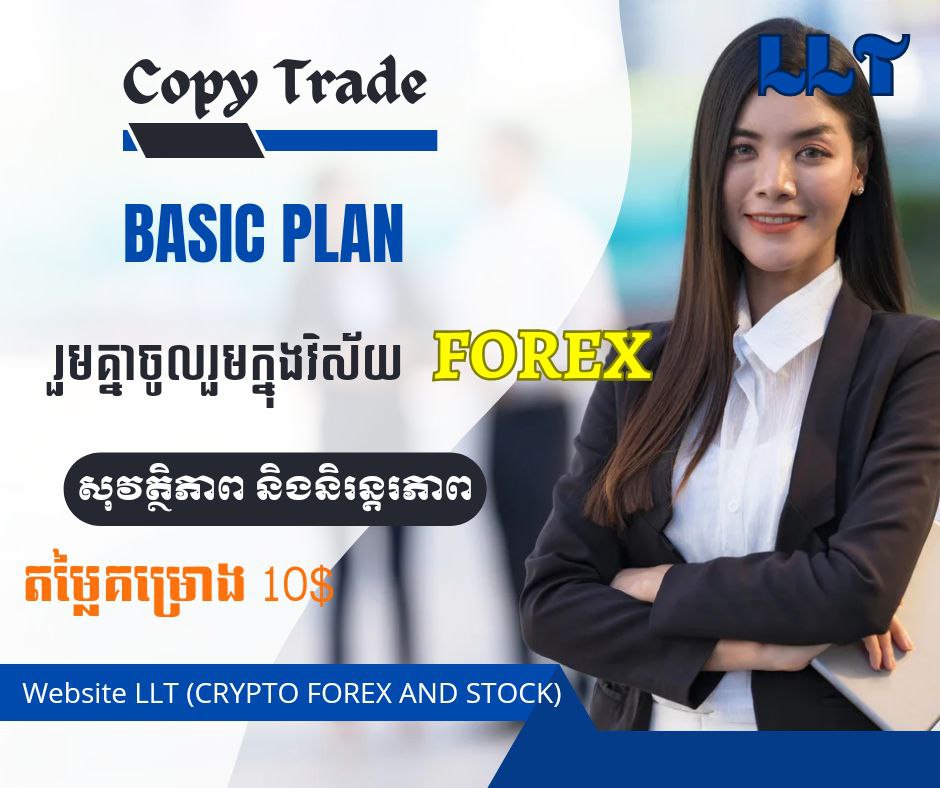 LLT
Copy Trade
BASIC PLAN
រួមគ្នាចូលរួមក្នុងវិស័យ FOREX
សុវត្ថិភាព និងនិរន្តរភាព
តម្លៃគម្រោង 10$
Website LLT (CRYPTO FOREX AND STOCK)